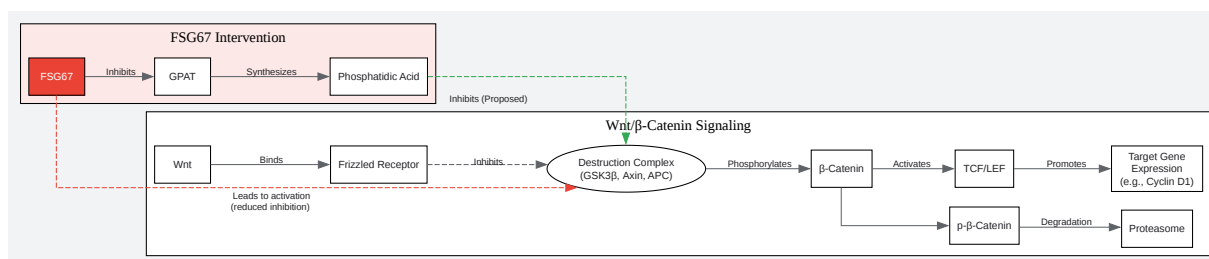 FSG67 Intervention
FSG67
Inhibits
GPAT
Synthesizes
Phosphatidic Acid
Inhibits (Proposed)
Wnt/β-Catenin Signaling
Wnt
Binds
Frizzled Receptor
Inhibits
Destruction Complex
(GSK3β, Axin, APC)
Phosphorylates
β-Catenin
Activates
TCF/LEF
Promotes
Target Gene
Expression
(e.g., Cyclin D1)
Leads to activation
(reduced inhibition)
p-β-Catenin
Degradation
Proteasome